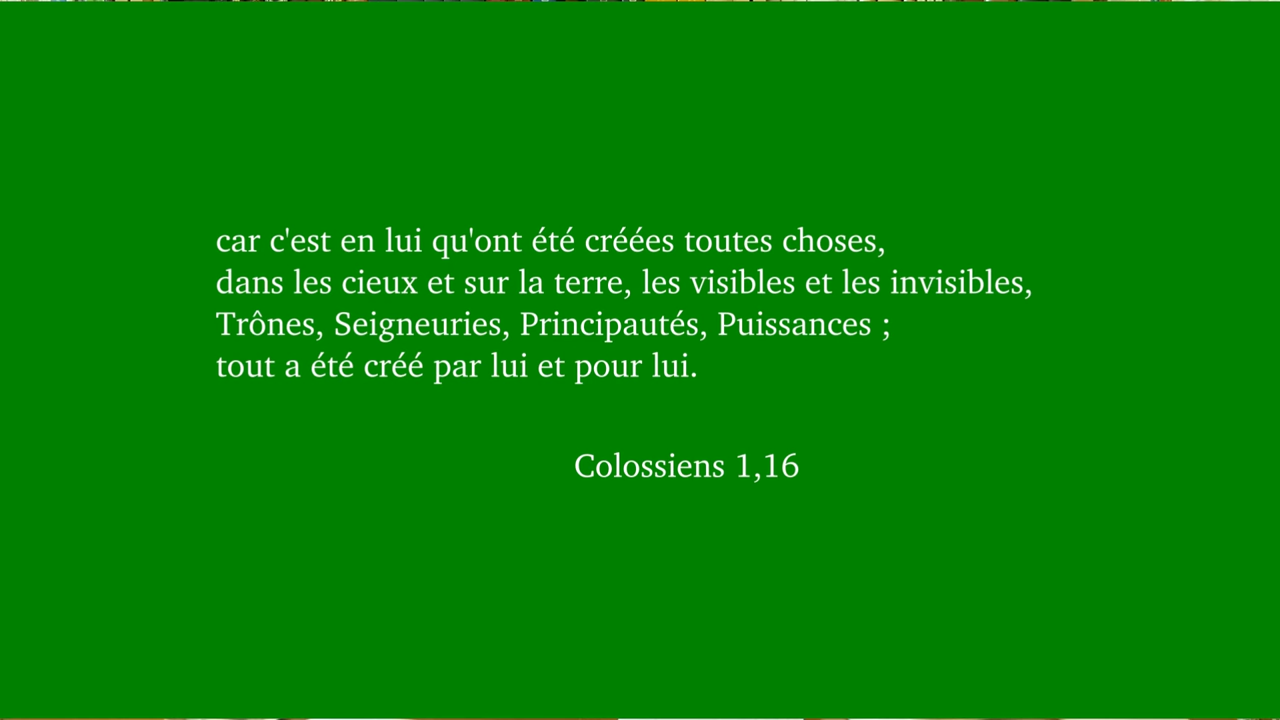 car c'est en lui qu'ont été créées toutes choses,
dans les cieux et sur la terre, les visibles et les invisibles,
Trônes, Seigneuries, Principautés, Puissances ;
tout a été créé par lui et pour lui.
Colossiens 1,16